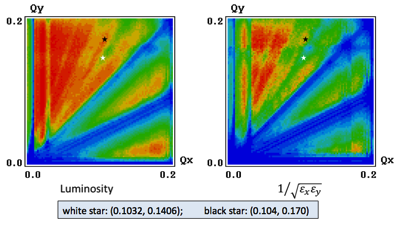 Qy Qy
0.2 0.2
0.0 Qx 0.0 Qx
0.0 0.2 0.0 0.2
Luminosity 1/√εxεy
white star: (0.1032, 0.1406); black star: (0.104, 0.170)